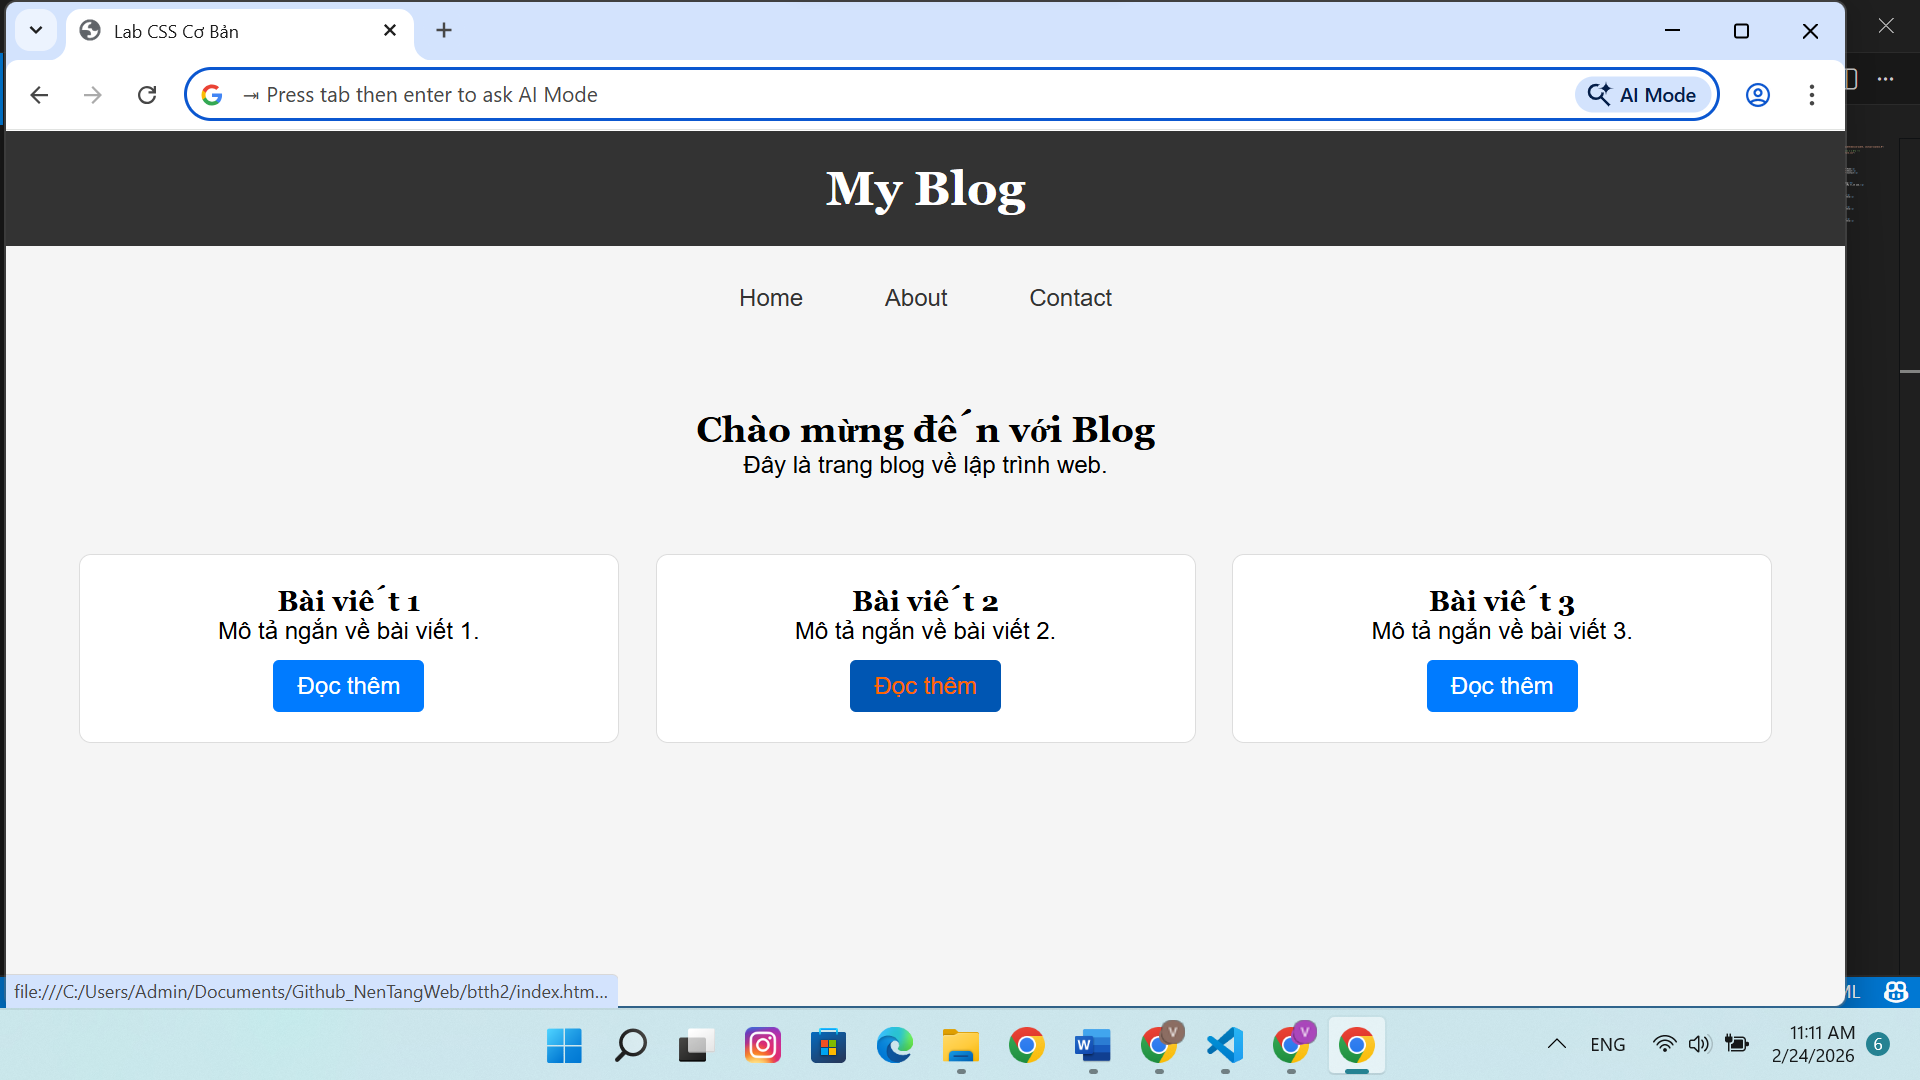 Lab CSS Cơ Bản
⇥ Press tab then enter to ask AI Mode
AI Mode
My Blog
Home About Contact
Chào mừng đến với Blog
Đây là trang blog về lập trình web.
Bài viết 1
Mô tả ngắn về bài viết 1.
Đọc thêm
Bài viết 2
Mô tả ngắn về bài viết 2.
Đọc thêm
Bài viết 3
Mô tả ngắn về bài viết 3.
Đọc thêm
file:///C:/Users/Admin/Documents/Github_NenTangWeb/btth2/index.htm...
ML
W
V
V
ENG
11:11 AM
2/24/2026
6